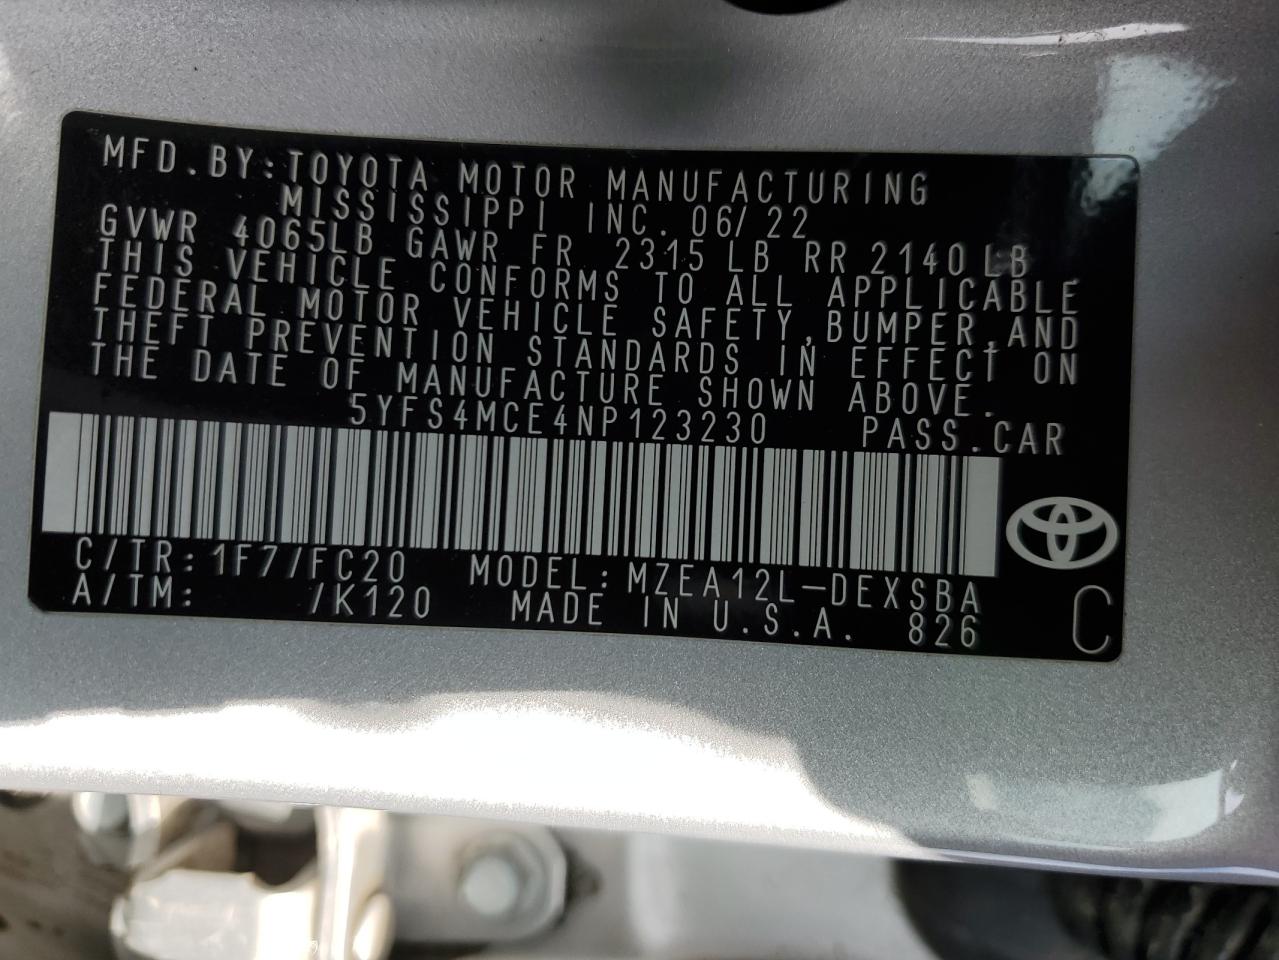 MFD.BY:TOYOTA MOTOR MANUFACTURING
MISSISSIPPI INC. 06/22
GVWR 4065LB GAWR FR 2315LB RR 2140LB
THIS VEHICLE CONFORMS TO ALL APPLICABLE
FEDERAL MOTOR VEHICLE SAFETY,BUMPER,AND
THEFT PREVENTION STANDARDS IN EFFECT ON
THE DATE OF MANUFACTURE SHOWN ABOVE.
5YFS4MCE4NP123230 PASS.CAR
C/TR:1F7/FC20 MODEL:MZEA12L-DEXSBA
A/TM: /K120 MADE IN U.S.A. 826 C